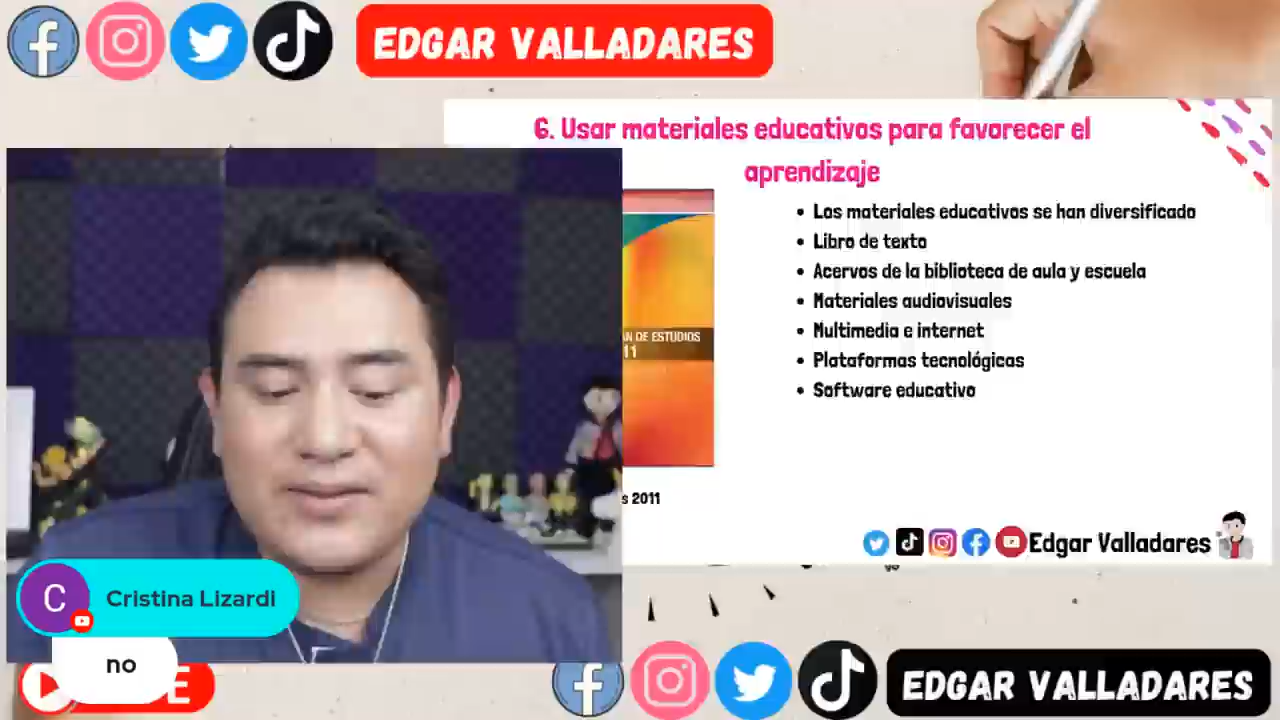 EDGAR VALLADARES
6. Usar materiales educativos para favorecer el
aprendizaje
• Los materiales educativos se han diversificado
• Libro de texto
• Acervos de la biblioteca de aula y escuela
• Materiales audiovisuales
• Multimedia e internet
• Plataformas tecnológicas
• Software educativo
DE ESTUDIOS
11
2011
Edgar Valladares
C Cristina Lizardi
no
EDGAR VALLADARES